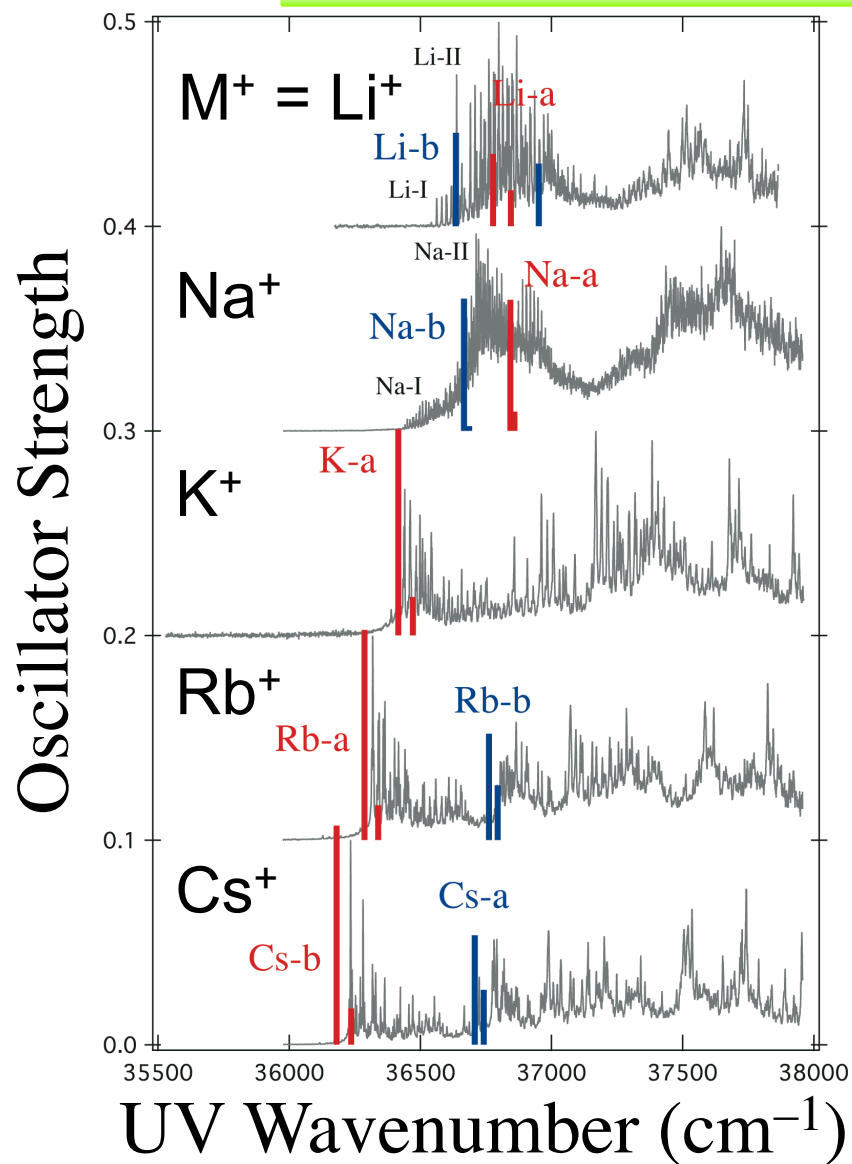 0.5
Li-II
M⁺ = Li⁺
Li-a
Li-b
Li-I
0.4
Na-II
Na-a
Na⁺
Na-b
Na-I
0.3
K-a
K⁺
0.2
Rb⁺
Rb-b
Rb-a
0.1
Cs⁺
Cs-a
Cs-b
0.0
35500 36000 36500 37000 37500 38000
Oscillator Strength
UV Wavenumber (cm⁻¹)